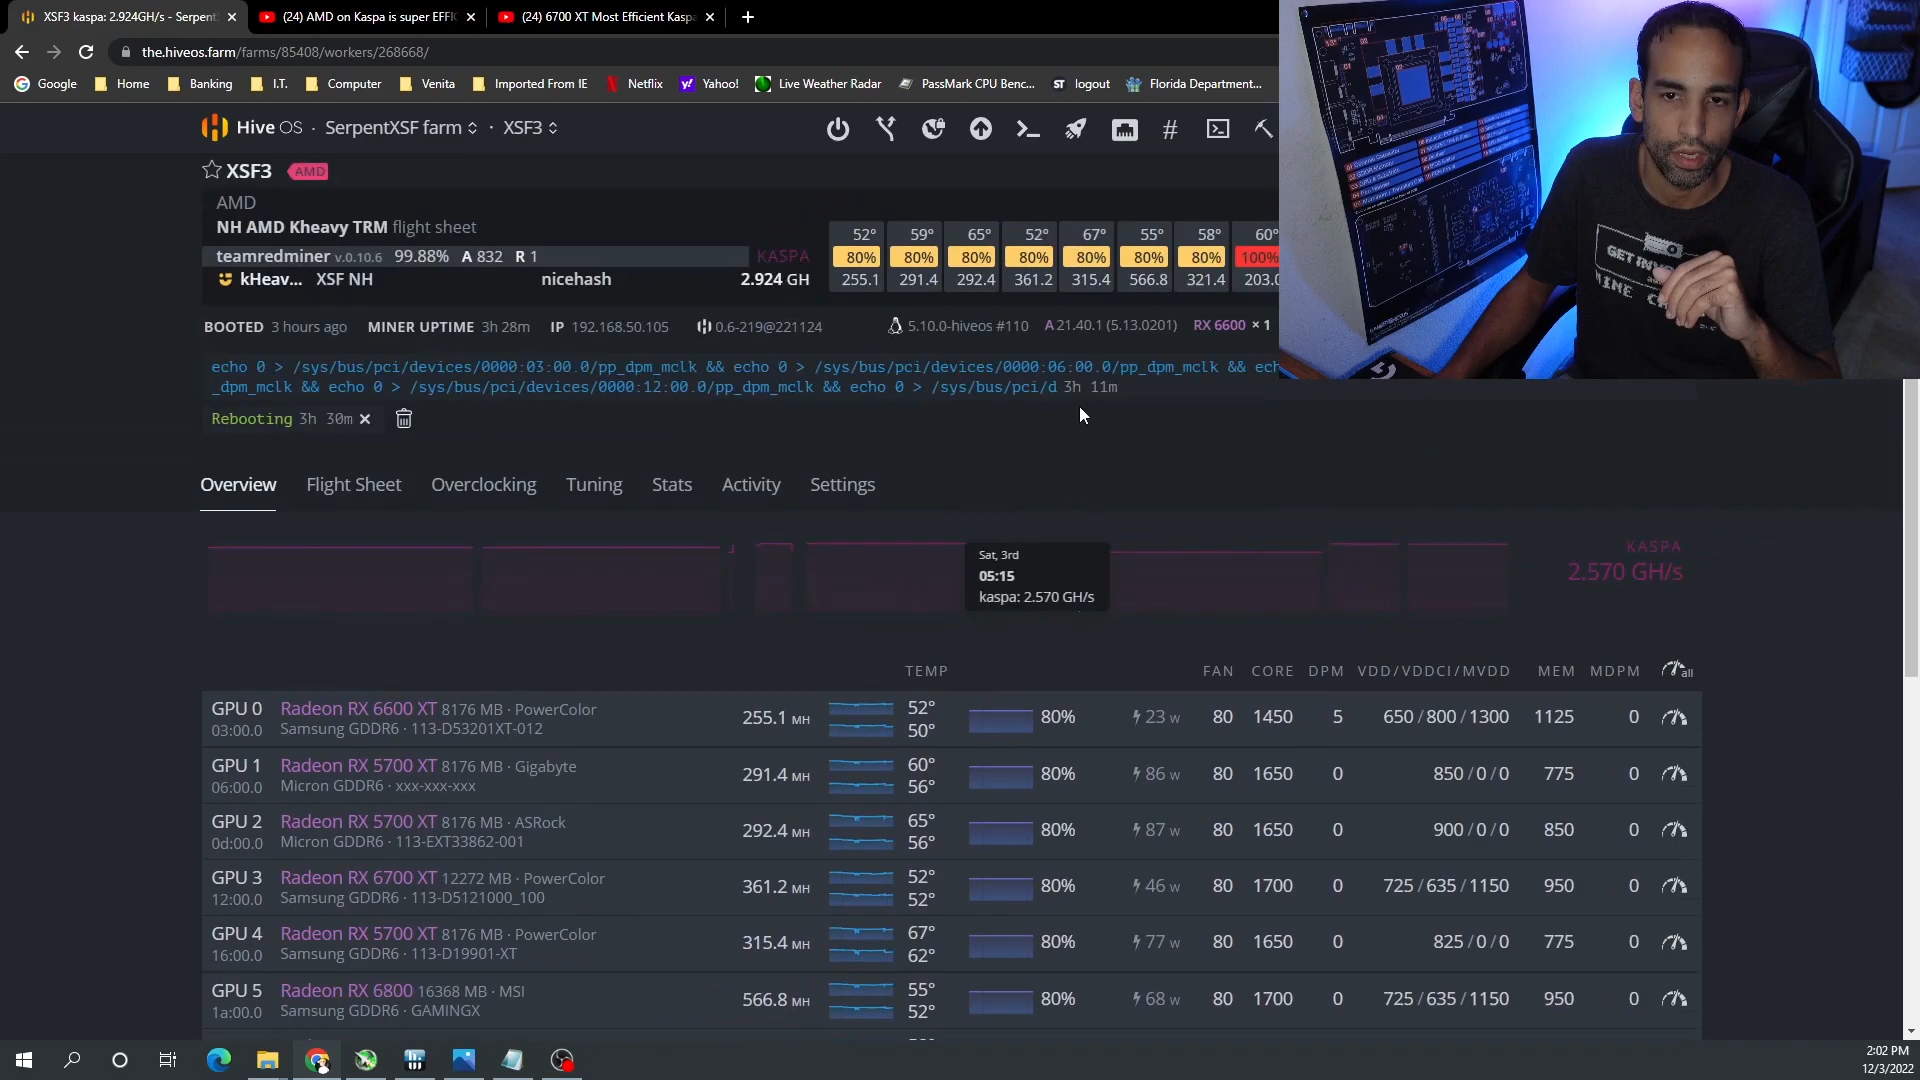 XSF3 kaspa: 2.924GH/s - Serpent
(24) AMD on Kaspa is super EFFIC
(24) 6700 XT Most Efficient Kaspa
the.hiveos.farm/farms/85408/workers/268668/
Google Home Banking I.T. Computer Venita Imported From IE Netflix Yahoo! Live Weather Radar PassMark CPU Benc... logout Florida Department...
Hive OS · SerpentXSF farm · XSF3
XSF3 AMD
AMD
NH AMD Kheavy TRM flight sheet
teamredminer v.0.10.6 99.88% A 832 R 1 KASPA
kHeav... XSF NH nicehash 2.924 GH
52° 59° 65° 52° 67° 55° 58° 60°
80% 80% 80% 80% 80% 80% 80% 100%
255.1 291.4 292.4 361.2 315.4 566.8 321.4 203.0
BOOTED 3 hours ago MINER UPTIME 3h 28m IP 192.168.50.105 0.6-219@221124 5.10.0-hiveos #110 A 21.40.1 (5.13.0201) RX 6600 × 1
echo 0 > /sys/bus/pci/devices/0000:03:00.0/pp_dpm_mclk && echo 0 > /sys/bus/pci/devices/0000:06:00.0/pp_dpm_mclk && ech
_dpm_mclk && echo 0 > /sys/bus/pci/devices/0000:12:00.0/pp_dpm_mclk && echo 0 > /sys/bus/pci/d 3h 11m
Rebooting 3h 30m
Overview Flight Sheet Overclocking Tuning Stats Activity Settings
Sat, 3rd
05:15
kaspa: 2.570 GH/s
KASPA
2.570 GH/s
TEMP FAN CORE DPM VDD/VDDCI/MVDD MEM MDPM all
GPU 0 Radeon RX 6600 XT 8176 MB · PowerColor 255.1 MH 52° 80% 23 W 80 1450 5 650 / 800 / 1300 1125 0
03:00.0 Samsung GDDR6 · 113-D53201XT-012 50°
GPU 1 Radeon RX 5700 XT 8176 MB · Gigabyte 291.4 MH 60° 80% 86 W 80 1650 0 850 / 0 / 0 775 0
06:00.0 Micron GDDR6 · xxx-xxx-xxx 56°
GPU 2 Radeon RX 5700 XT 8176 MB · ASRock 292.4 MH 65° 80% 87 W 80 1650 0 900 / 0 / 0 850 0
0d:00.0 Micron GDDR6 · 113-EXT33862-001 56°
GPU 3 Radeon RX 6700 XT 12272 MB · PowerColor 361.2 MH 52° 80% 46 W 80 1700 0 725 / 635 / 1150 950 0
12:00.0 Samsung GDDR6 · 113-D5121000_100 52°
GPU 4 Radeon RX 5700 XT 8176 MB · PowerColor 315.4 MH 67° 80% 77 W 80 1650 0 825 / 0 / 0 775 0
16:00.0 Samsung GDDR6 · 113-D19901-XT 62°
GPU 5 Radeon RX 6800 16368 MB · MSI 566.8 MH 55° 80% 68 W 80 1700 0 725 / 635 / 1150 950 0
1a:00.0 Samsung GDDR6 · GAMINGX 52°
2:02 PM
12/3/2022